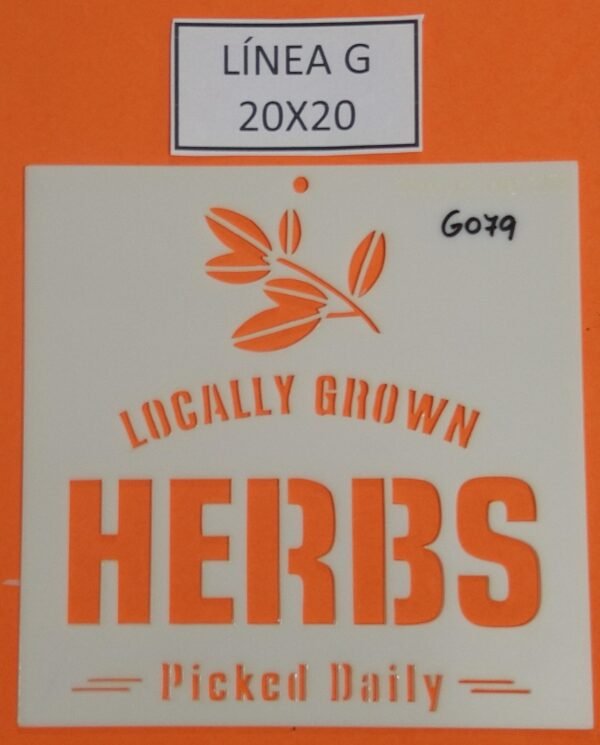 LÍNEA G
20X20
G079
LOCALLY GROWN
HERBS
Picked Daily